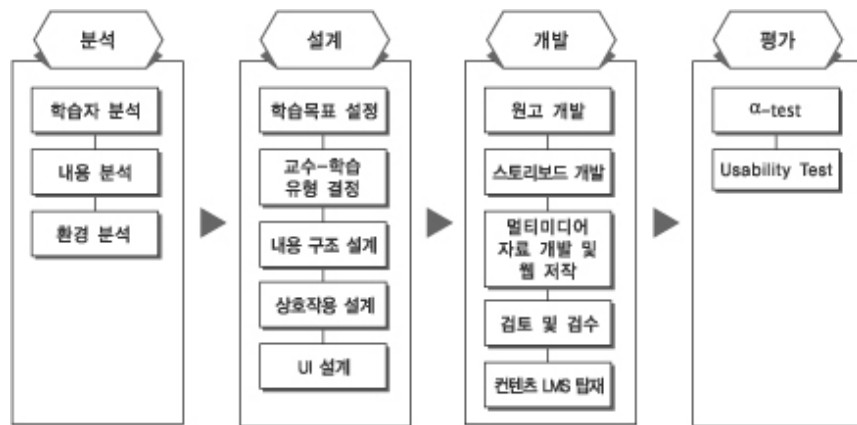 분석
학습자 분석
내용 분석
환경 분석
설계
학습목표 설정
교수-학습
유형 결정
내용 구조 설계
상호작용 설계
UI 설계
개발
원고 개발
스토리보드 개발
멀티미디어
자료 개발 및
웹 저작
검토 및 검수
컨텐츠 LMS 탑재
평가
α-test
Usability Test